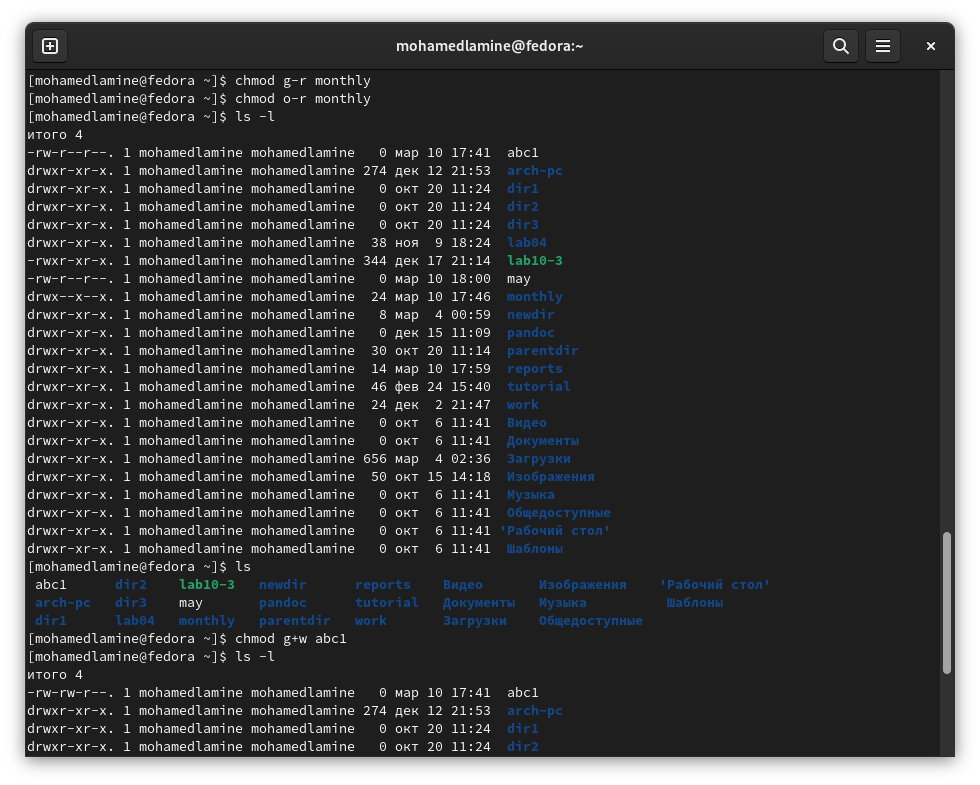 mohamedlamine@fedora:~
[mohamedlamine@fedora ~]$ chmod g-r monthly
[mohamedlamine@fedora ~]$ chmod o-r monthly
[mohamedlamine@fedora ~]$ ls -l
итого 4
-rw-r--r--. 1 mohamedlamine mohamedlamine   0 мар 10 17:41  abc1
drwxr-xr-x. 1 mohamedlamine mohamedlamine 274 дек 12 21:53  arch-pc
drwxr-xr-x. 1 mohamedlamine mohamedlamine   0 окт 20 11:24  dir1
drwxr-xr-x. 1 mohamedlamine mohamedlamine   0 окт 20 11:24  dir2
drwxr-xr-x. 1 mohamedlamine mohamedlamine   0 окт 20 11:24  dir3
drwxr-xr-x. 1 mohamedlamine mohamedlamine  38 ноя  9 18:24  lab04
-rwxr-xr-x. 1 mohamedlamine mohamedlamine 344 дек 17 21:14  lab10-3
-rw-r--r--. 1 mohamedlamine mohamedlamine   0 мар 10 18:00  may
drwx--x--x. 1 mohamedlamine mohamedlamine  24 мар 10 17:46  monthly
drwxr-xr-x. 1 mohamedlamine mohamedlamine   8 мар  4 00:59  newdir
drwxr-xr-x. 1 mohamedlamine mohamedlamine   0 дек 15 11:09  pandoc
drwxr-xr-x. 1 mohamedlamine mohamedlamine  30 окт 20 11:14  parentdir
drwxr-xr-x. 1 mohamedlamine mohamedlamine  14 мар 10 17:59  reports
drwxr-xr-x. 1 mohamedlamine mohamedlamine  46 фев 24 15:40  tutorial
drwxr-xr-x. 1 mohamedlamine mohamedlamine  24 дек  2 21:47  work
drwxr-xr-x. 1 mohamedlamine mohamedlamine   0 окт  6 11:41  Видео
drwxr-xr-x. 1 mohamedlamine mohamedlamine   0 окт  6 11:41  Документы
drwxr-xr-x. 1 mohamedlamine mohamedlamine 656 мар  4 02:36  Загрузки
drwxr-xr-x. 1 mohamedlamine mohamedlamine  50 окт 15 14:18  Изображения
drwxr-xr-x. 1 mohamedlamine mohamedlamine   0 окт  6 11:41  Музыка
drwxr-xr-x. 1 mohamedlamine mohamedlamine   0 окт  6 11:41  Общедоступные
drwxr-xr-x. 1 mohamedlamine mohamedlamine   0 окт  6 11:41 'Рабочий стол'
drwxr-xr-x. 1 mohamedlamine mohamedlamine   0 окт  6 11:41  Шаблоны
[mohamedlamine@fedora ~]$ ls
 abc1      dir2    lab10-3   newdir      reports    Видео       Изображения    'Рабочий стол'
 arch-pc   dir3    may       pandoc      tutorial   Документы   Музыка          Шаблоны
 dir1      lab04   monthly   parentdir   work       Загрузки    Общедоступные
[mohamedlamine@fedora ~]$ chmod g+w abc1
[mohamedlamine@fedora ~]$ ls -l
итого 4
-rw-rw-r--. 1 mohamedlamine mohamedlamine   0 мар 10 17:41  abc1
drwxr-xr-x. 1 mohamedlamine mohamedlamine 274 дек 12 21:53  arch-pc
drwxr-xr-x. 1 mohamedlamine mohamedlamine   0 окт 20 11:24  dir1
drwxr-xr-x. 1 mohamedlamine mohamedlamine   0 окт 20 11:24  dir2